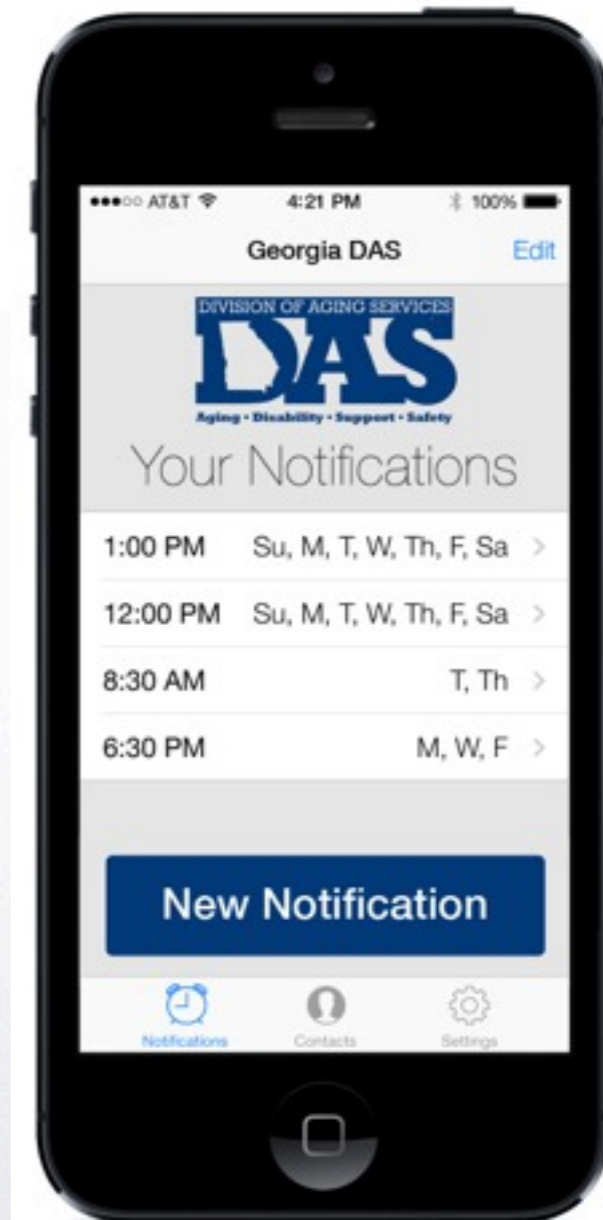 AT&T 4:21 PM 100%
Georgia DAS Edit
DIVISION OF AGING SERVICES
DAS
Aging • Disability • Support • Safety
Your Notifications
1:00 PM Su, M, T, W, Th, F, Sa >
12:00 PM Su, M, T, W, Th, F, Sa >
8:30 AM T, Th >
6:30 PM M, W, F >
New Notification
Notifications Contacts Settings